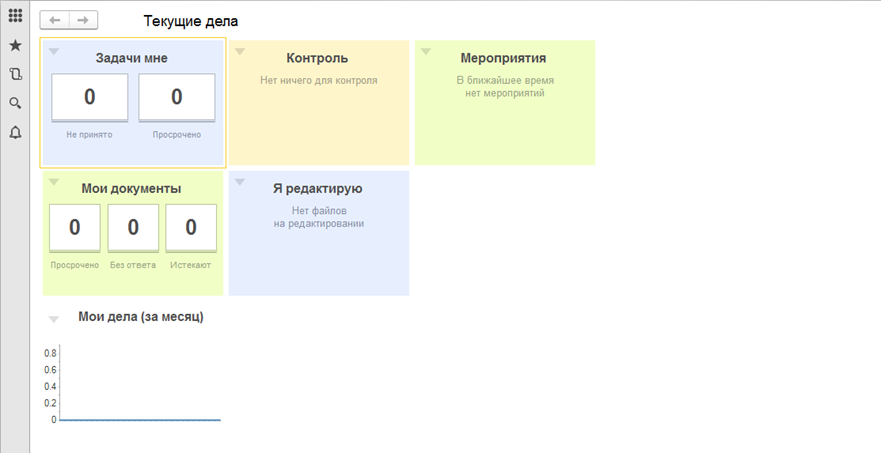 Текущие дела
Задачи мне
0 0
Не принято Просрочено
Контроль
Нет ничего для контроля
Мероприятия
В ближайшее время
нет мероприятий
Мои документы
0 0 0
Просрочено Без ответа Истекают
Я редактирую
Нет файлов
на редактировании
Мои дела (за месяц)
0.8
0.6
0.4
0.2
0